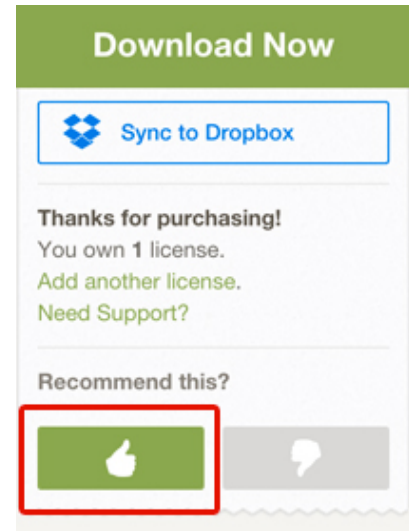 Download Now
Sync to Dropbox
Thanks for purchasing!
You own 1 license.
Add another license.
Need Support?
Recommend this?